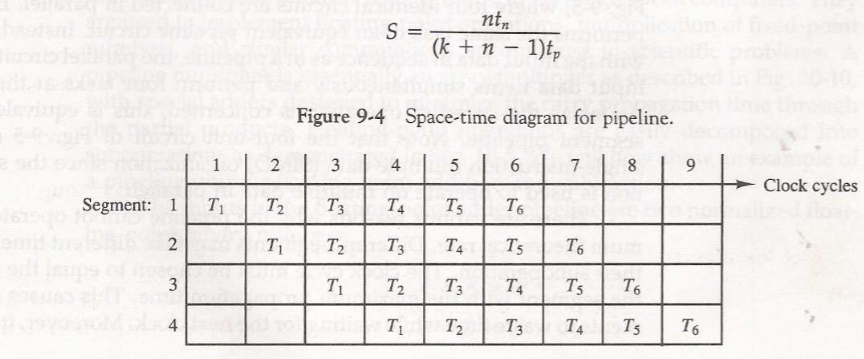 S = nt_n / (k + n − 1)t_p
Figure 9-4 Space-time diagram for pipeline.
1 2 3 4 5 6 7 8 9
Clock cycles
Segment: 1 T1 T2 T3 T4 T5 T6
2 T1 T2 T3 T4 T5 T6
3 T1 T2 T3 T4 T5 T6
4 T1 T2 T3 T4 T5 T6